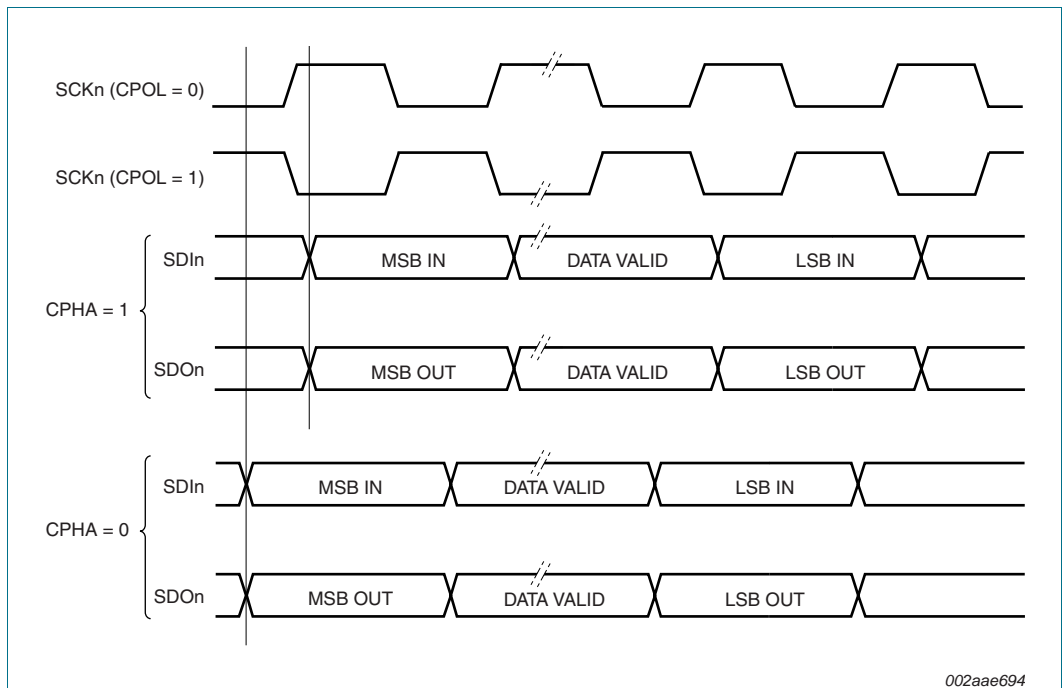 SCKn (CPOL = 0)
SCKn (CPOL = 1)
CPHA = 1
SDIn
MSB IN
DATA VALID
LSB IN
SDOn
MSB OUT
DATA VALID
LSB OUT
CPHA = 0
SDIn
MSB IN
DATA VALID
LSB IN
SDOn
MSB OUT
DATA VALID
LSB OUT
002aae694